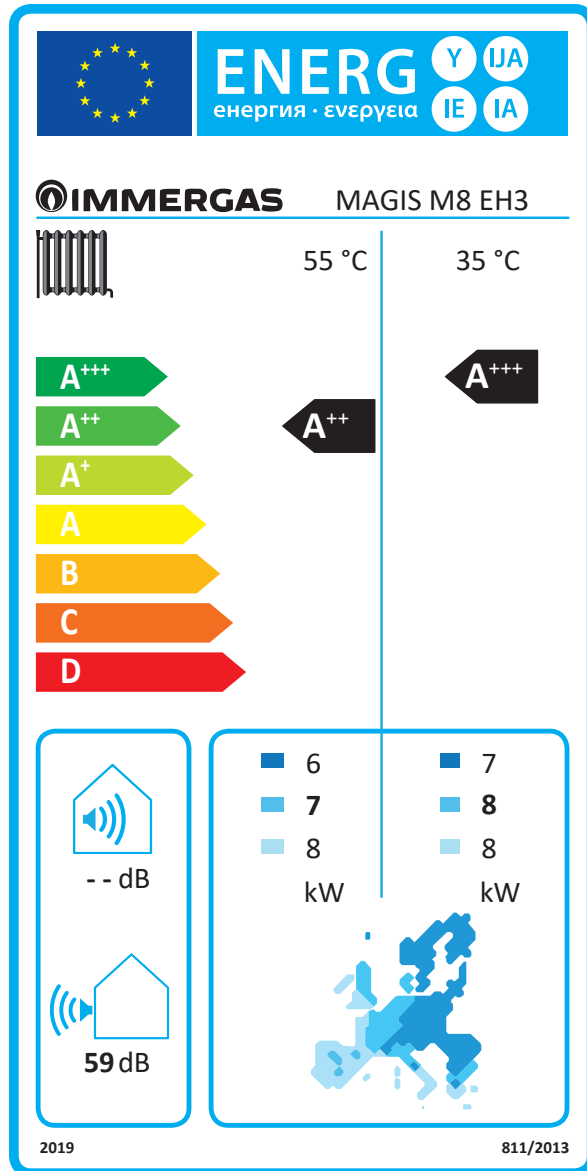 ENERG
енергия · ενεργεια
Y IJA
IE IA
IMMERGAS MAGIS M8 EH3
55 °C 35 °C
A+++ A+++
A++ A++
A+
A
B
C
D
-- dB
59 dB
6 7
7 8
8 8
kW kW
2019 811/2013